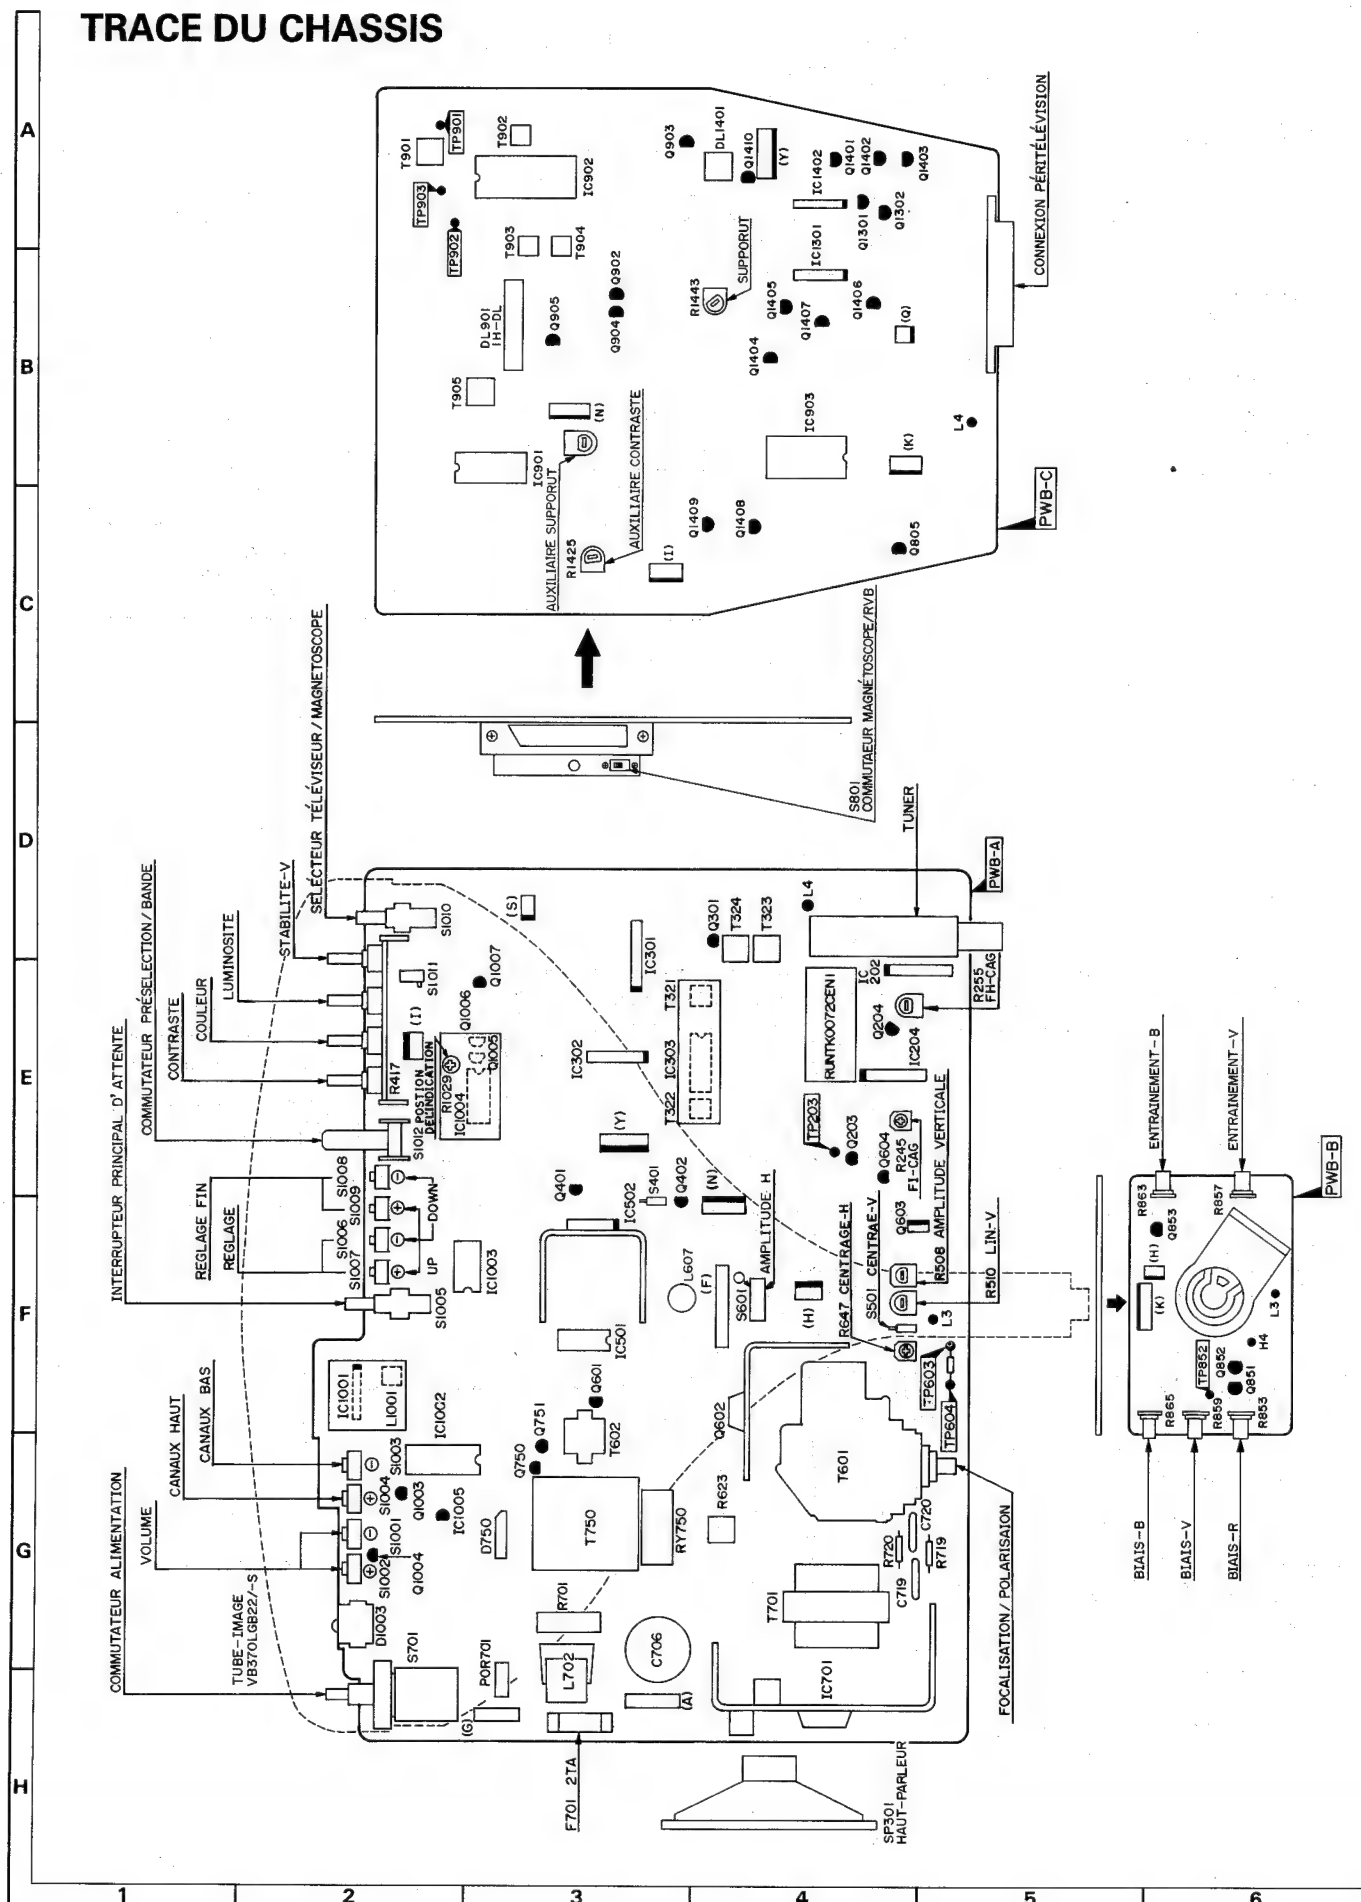 TRACE DU CHASSIS
A
B
C
D
E
F
G
H
1
2
3
4
5
6
T901
TP901
T902
TP903
TP902
IC902
T903
T904
DL901
1H-DL
Q905
Q904
Q902
T905
(N)
IC901
AUXILIAIRE SUPPORUT
R1425
AUXILIAIRE CONTRASTE
(I)
Q903
DL1401
Q1410
(Y)
IC1402
Q1401
Q1402
Q1403
Q1301
Q1302
IC1301
SUPPORUT
R1443
Q1405
Q1407
Q1406
Q1404
(Q)
IC903
(K)
L4
Q1409
Q1408
Q805
PWB-C
CONNEXION PÉRITÉLÉVISION
S801
COMMUTAEUR MAGNÉTOSCOPE/RVB
TUNER
PWB-A
SÉLECTEUR TÉLÉVISEUR/MAGNETOSCOPE
STABILITE-V
LUMINOSITE
COULEUR
CONTRASTE
COMMUTATEUR PRÉSELECTION/BANDE
INTERRUPTEUR PRINCIPAL D'ATTENTE
REGLAGE FIN
REGLAGE
CANAUX BAS
CANAUX HAUT
VOLUME
COMMUTATEUR ALIMENTATION
TUBE-IMAGE
VB370LGB22/-S
S1010
S1011
Q1007
(S)
(I)
R417
Q1006
Q1005
R1029
POSTION
DELINDICATION
IC1004
S1012
S1008
S1009
S1006
S1007
DOWN
UP
S1005
IC1003
IC1001
L1001
IC1002
S1003
S1004
S1001
S1002
Q1003
Q1004
IC1005
D1003
S701
POR701
(G)
D750
Q750
Q751
T602
Q601
IC501
T750
RY750
R701
L702
C706
(A)
F701 2TA
IC301
IC302
(Y)
Q401
IC502
S401
Q402
(N)
L607
(F)
S601
AMPLITUDE H
(H)
Q301
T324
T323
L4
T321
IC303
T322
RUNTK0072CEN1
IC
202
R255
FH-CAG
Q204
IC204
TP203
Q203
Q604
R245
FI-CAG
Q603
R508 AMPLITUDE VERTICALE
CENTRAE-V
S501
R647 CENTRAGE-H
R510 LIN-V
L3
TP603
TP604
Q602
T601
R623
C720
R720
R719
C719
T701
IC701
FOCALISATION/POLARISAION
SP301
HAUT-PARLEUR
ENTRAINEMENT-B
ENTRAINEMENT-V
PWB-B
R863
Q853
R857
(H)
(K)
L3
H4
TP852
Q852
Q851
R865
R859
R853
BIAIS-B
BIAIS-V
BIAIS-R